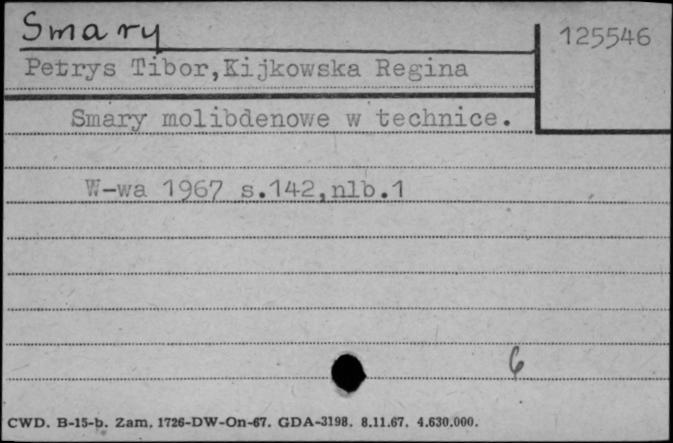 Smary
125546
Petrys Tibor,Kijkowska Regina
Smary molibdenowe w technice.
W-wa 1967 s.142,nlb.1
6
CWD. B-15-b. Zam. 1726-DW-On-67. GDA-3198. 8.11.67. 4.630.000.